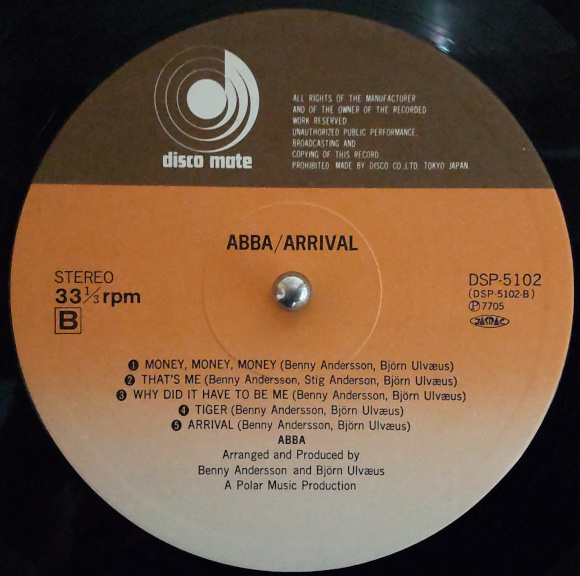 disco mate
ALL RIGHTS OF THE MANUFACTURER
AND OF THE OWNER OF THE RECORDED
WORK RESERVED.
UNAUTHORIZED PUBLIC PERFORMANCE,
BROADCASTING AND
COPYING OF THIS RECORD
PROHIBITED. MADE BY DISCO CO.,LTD. TOKYO JAPAN
ABBA/ARRIVAL
STEREO
33⅓rpm
B
DSP-5102
(DSP-5102-B)
Ⓟ7705
JASRAC
❶ MONEY, MONEY, MONEY (Benny Andersson, Björn Ulvæus)
❷ THAT'S ME (Benny Andersson, Stig Anderson, Björn Ulvæus)
❸ WHY DID IT HAVE TO BE ME (Benny Andersson, Björn Ulvæus)
❹ TIGER (Benny Andersson, Björn Ulvæus)
❺ ARRIVAL (Benny Andersson, Björn Ulvæus)
ABBA
Arranged and Produced by
Benny Andersson and Björn Ulvæus
A Polar Music Production